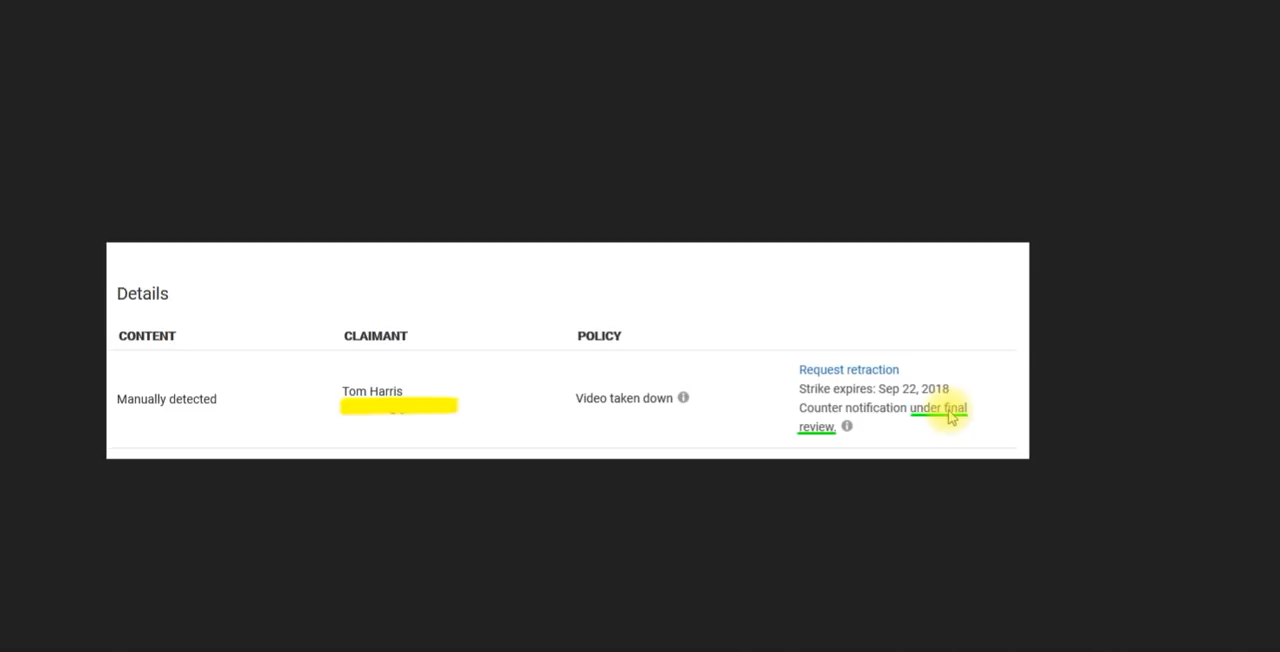 Details
CONTENT CLAIMANT POLICY
Manually detected
Tom Harris
Video taken down
Request retraction
Strike expires: Sep 22, 2018
Counter notification under final
review.